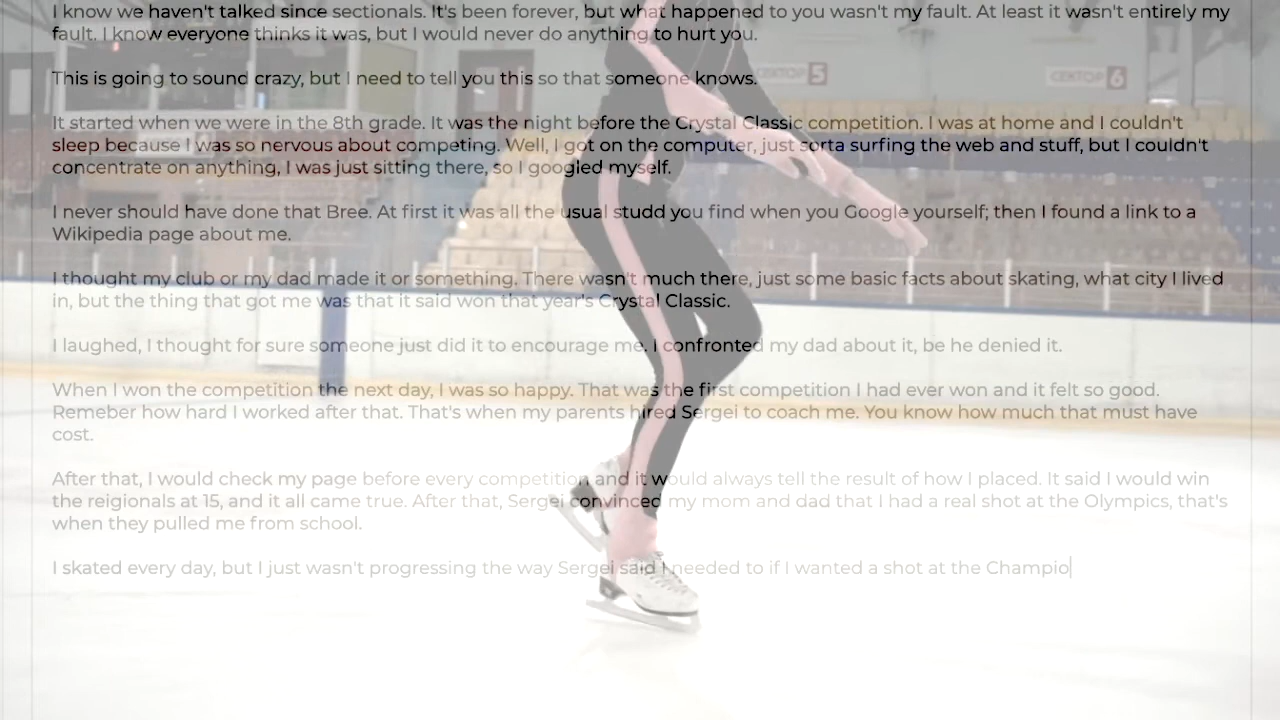 I know we haven't talked since sectionals. It's been forever, but what happened to you wasn't my fault. At least it wasn't entirely my
fault. I know everyone thinks it was, but I would never do anything to hurt you.
This is going to sound crazy, but I need to tell you this so that someone knows.
It started when we were in the 8th grade. It was the night before the Crystal Classic competition. I was at home and I couldn't
sleep because I was so nervous about competing. Well, I got on the computer, just sorta surfing the web and stuff, but I couldn't
concentrate on anything, I was just sitting there, so I googled myself.
I never should have done that Bree. At first it was all the usual studd you find when you Google yourself; then I found a link to a
Wikipedia page about me.
I thought my club or my dad made it or something. There wasn't much there, just some basic facts about skating, what city I lived
in, but the thing that got me was that it said won that year's Crystal Classic.
I laughed, I thought for sure someone just did it to encourage me. I confronted my dad about it, be he denied it.
When I won the competition the next day, I was so happy. That was the first competition I had ever won and it felt so good.
Remeber how hard I worked after that. That's when my parents hired Sergei to coach me. You know how much that must have
cost.
After that, I would check my page before every competition and it would always tell the result of how I placed. It said I would win
the reigionals at 15, and it all came true. After that, Sergei convinced my mom and dad that I had a real shot at the Olympics, that's
when they pulled me from school.
I skated every day, but I just wasn't progressing the way Sergei said I needed to if I wanted a shot at the Champio
СЕКТОР 5
СЕКТОР 6